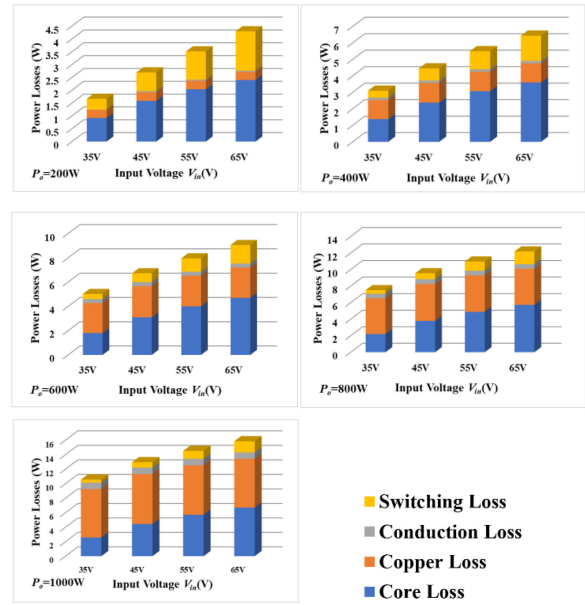 4.5
4
3.5
3
2.5
2
1.5
1
0.5
0
Power Losses (W)
35V 45V 55V 65V
Pₒ=200W Input Voltage Vᵢₙ(V)
7
6
5
4
3
2
1
0
Power Losses (W)
35V 45V 55V 65V
Pₒ=400W Input Voltage Vᵢₙ(V)
10
8
6
4
2
0
Power Losses (W)
35V 45V 55V 65V
Pₒ=600W Input Voltage Vᵢₙ(V)
14
12
10
8
6
4
2
0
Power Losses (W)
35V 45V 55V 65V
Pₒ=800W Input Voltage Vᵢₙ(V)
16
14
12
10
8
6
4
2
0
Power Losses (W)
35V 45V 55V 65V
Pₒ=1000W Input Voltage Vᵢₙ(V)
Switching Loss
Conduction Loss
Copper Loss
Core Loss